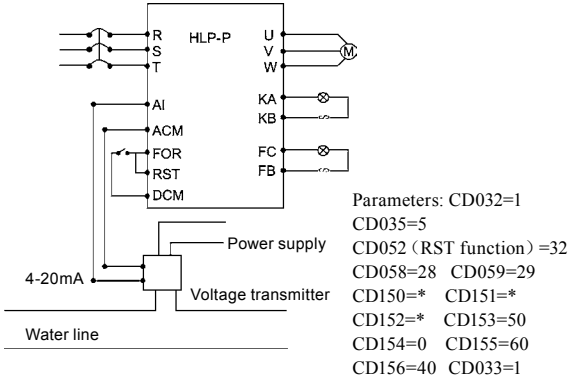 R HLP-P U
S V
T W
M
AI KA
KB
ACM
FOR FC
RST FB
DCM
Power supply
4-20mA
Voltage transmitter
Water line
Parameters: CD032=1
CD035=5
CD052（RST function）=32
CD058=28 CD059=29
CD150=* CD151=*
CD152=* CD153=50
CD154=0 CD155=60
CD156=40 CD033=1